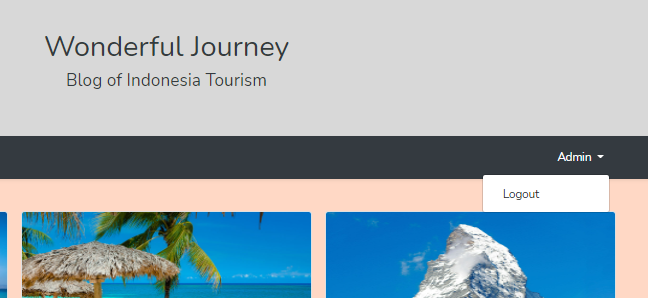 Wonderful Journey
Blog of Indonesia Tourism
Admin
Logout